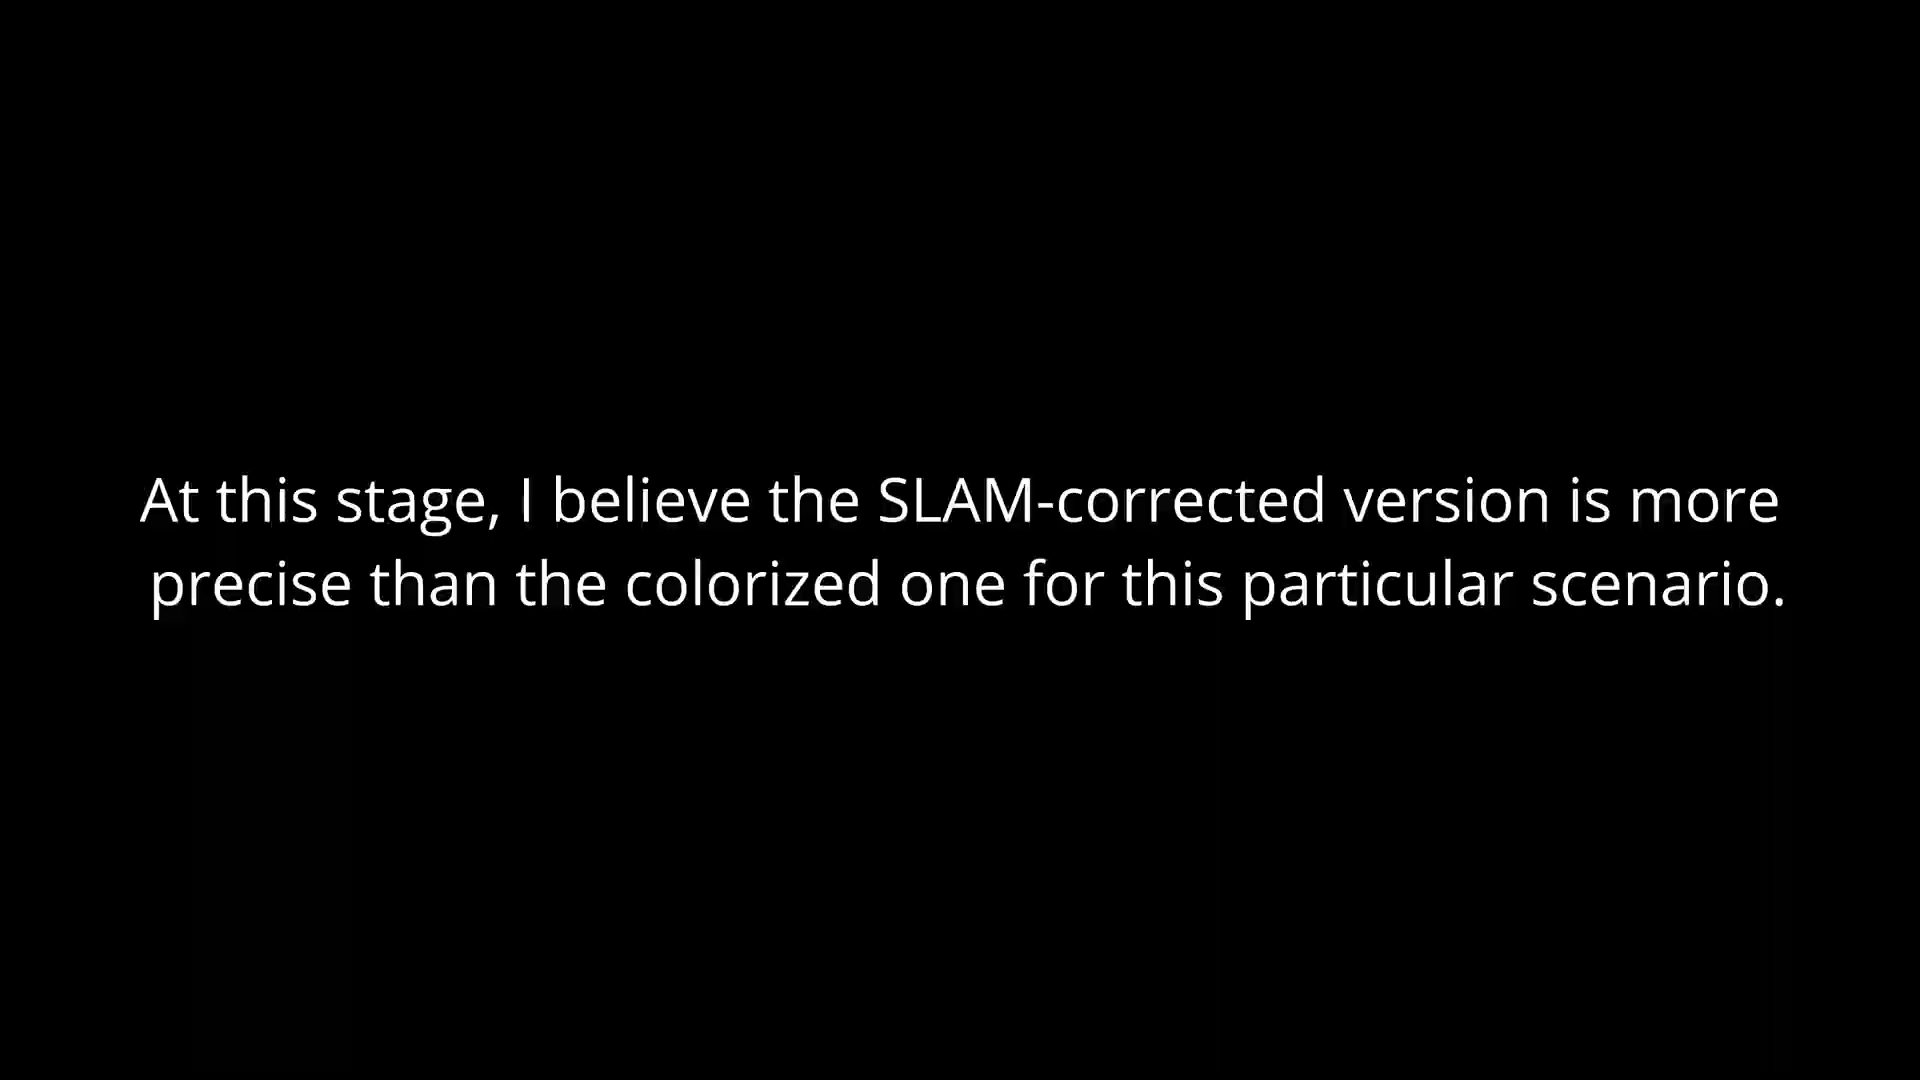 At this stage, I believe the SLAM-corrected version is more
precise than the colorized one for this particular scenario.